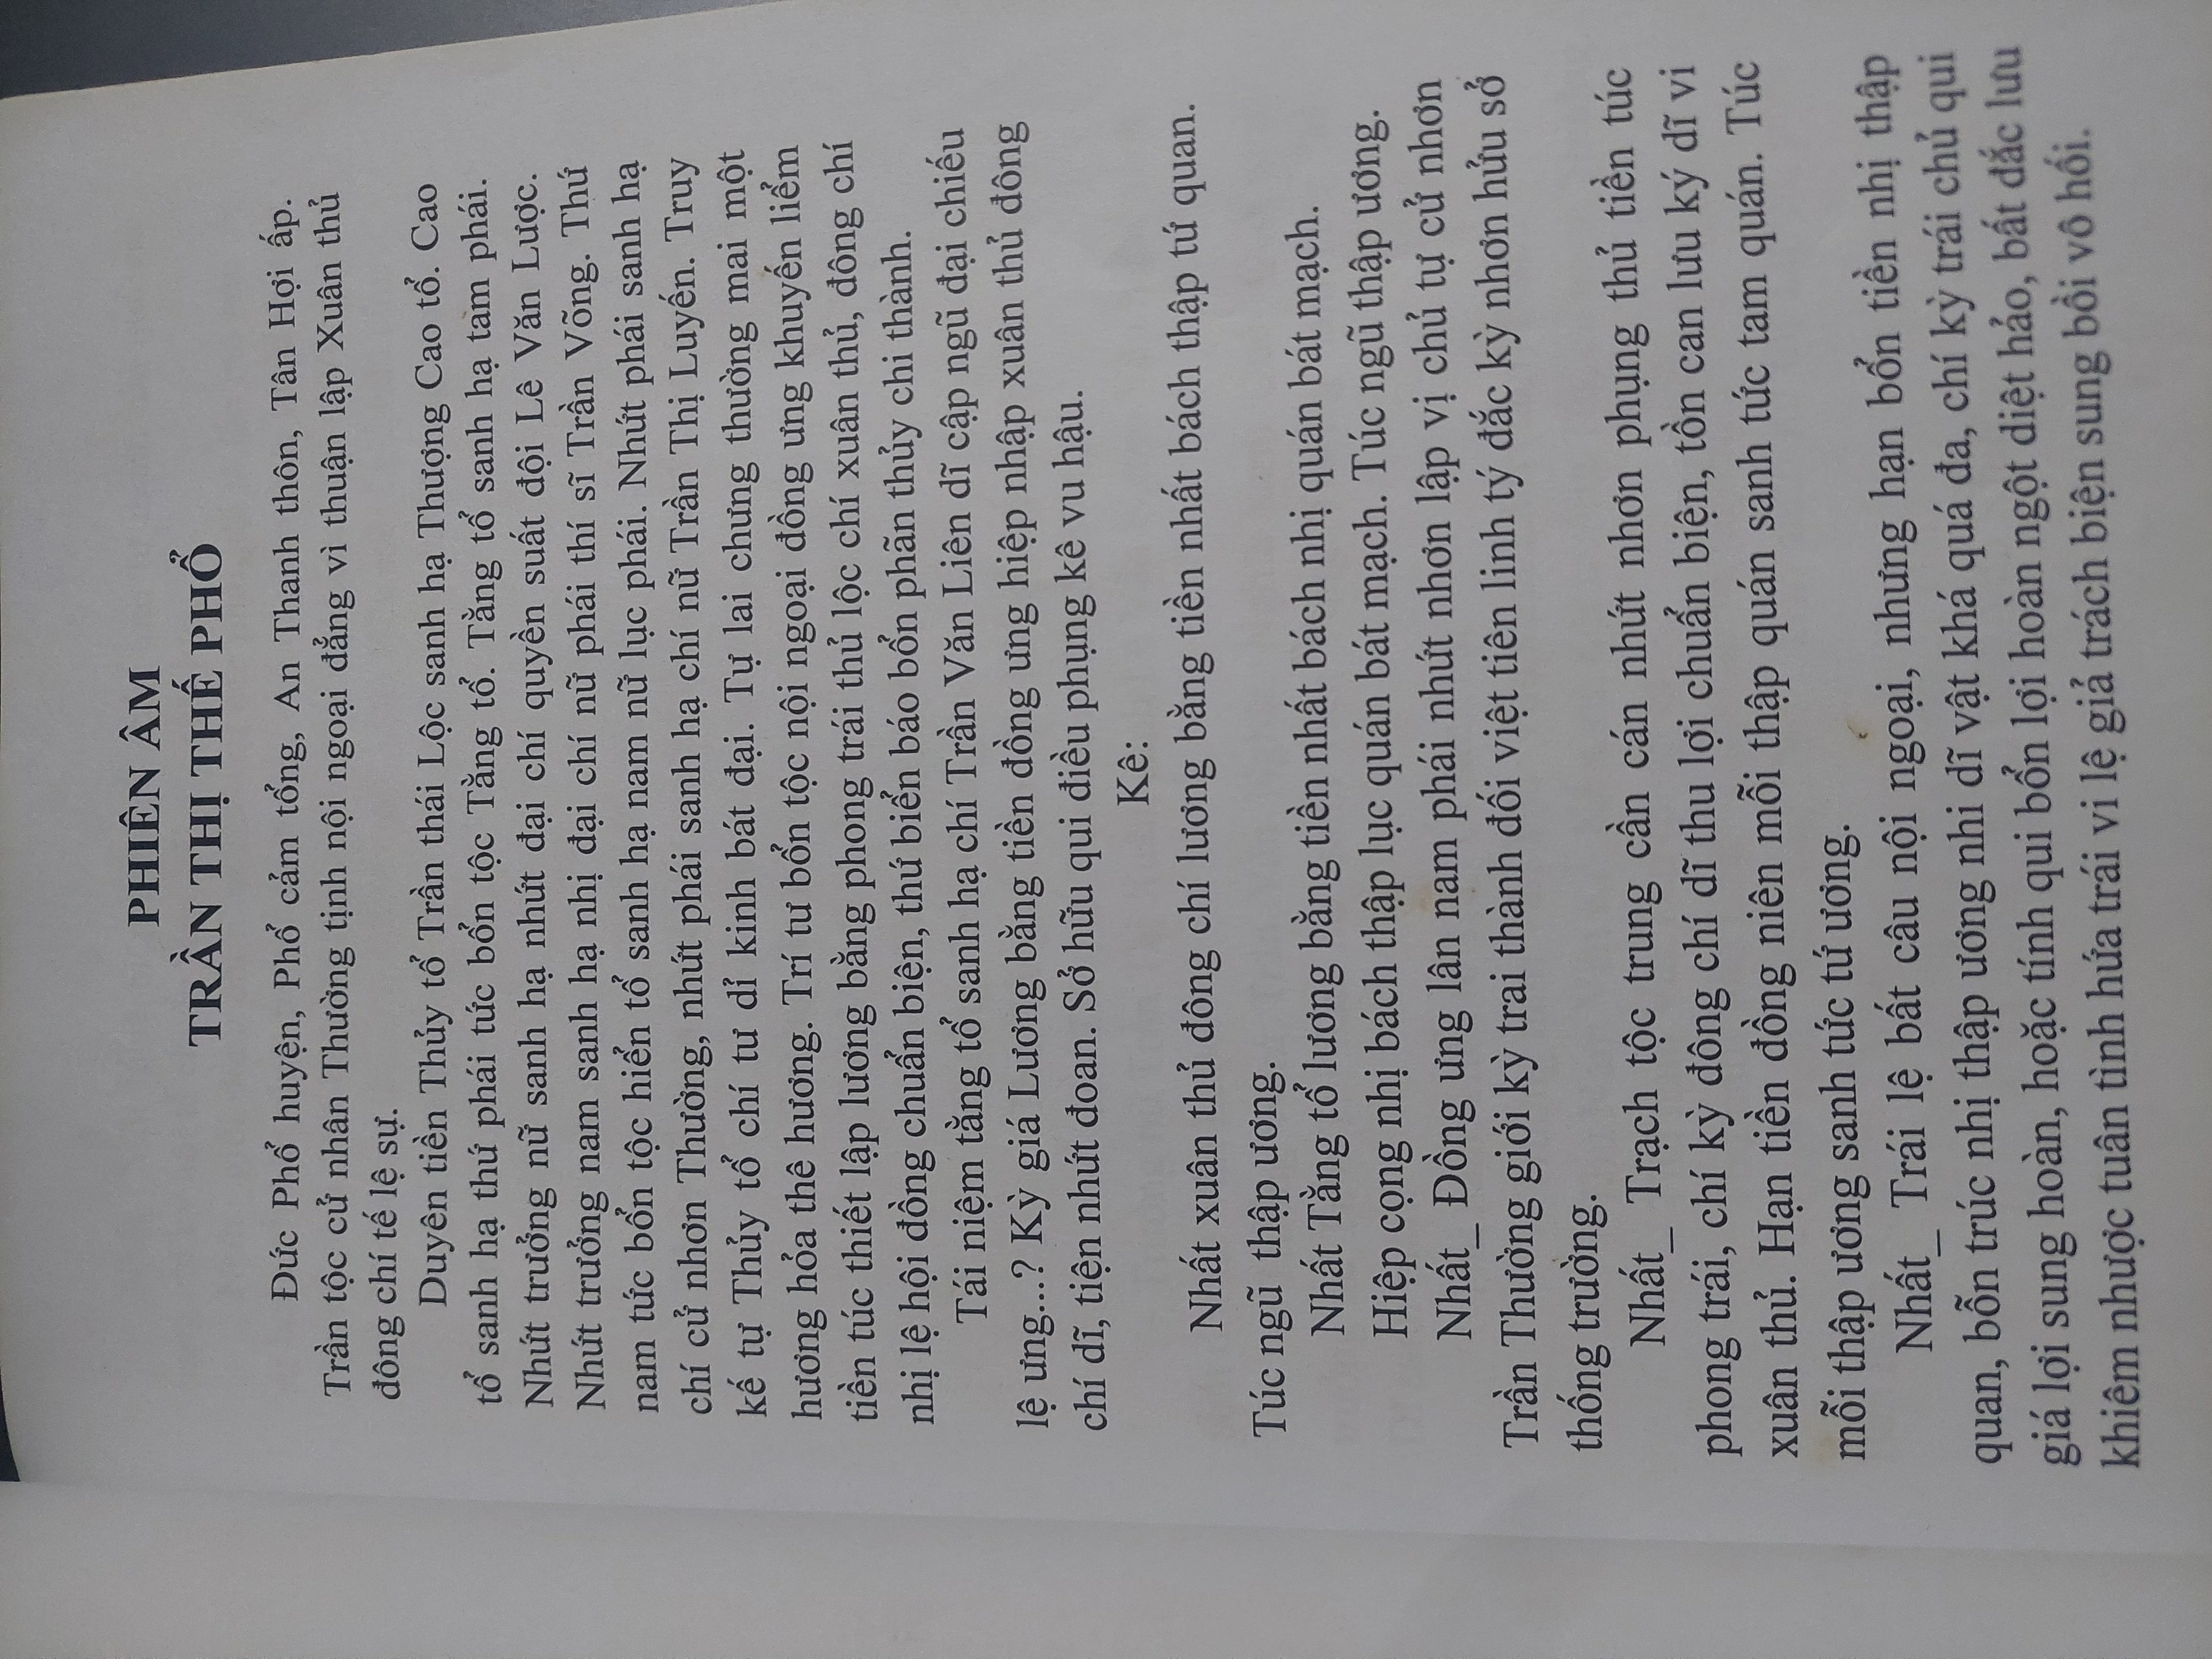 PHIÊN ÂM
TRẦN THỊ THẾ PHỔ
Đức Phổ huyện, Phổ cảm tổng, An Thanh thôn, Tân Hợi ấp.
Trần tộc cử nhân Thường tịnh nội ngoại đẳng vì thuận lập Xuân thủ
đông chí tế lệ sự.
Duyên tiền Thủy tổ Trần thái Lộc sanh hạ Thượng Cao tổ. Cao
tổ sanh hạ thứ phái tức bổn tộc Tằng tổ. Tằng tổ sanh hạ tam phái.
Nhứt trưởng nữ sanh hạ nhứt đại chí quyền suất đội Lê Văn Lược.
Nhứt trưởng nam sanh hạ nhị đại chí nữ phái thí sĩ Trần Võng. Thứ
nam tức bổn tộc hiển tổ sanh hạ nam nữ lục phái. Nhứt phái sanh hạ
chí cử nhơn Thường, nhứt phái sanh hạ chí nữ Trần Thị Luyến. Truy
kế tự Thủy tổ chí tư dỉ kinh bát đại. Tự lai chưng thường mai một
hương hỏa thê hương. Trí tư bổn tộc nội ngoại đồng ưng khuyến liểm
tiền túc thiết lập lương bằng phong trái thủ lộc chí xuân thủ, đông chí
nhị lệ hội đồng chuẩn biện, thứ biển báo bổn phãn thủy chi thành.
Tái niệm tằng tổ sanh hạ chí Trần Văn Liên dĩ cập ngũ đại chiếu
lệ ưng...? Kỳ giá Lương bằng tiền đồng ưng hiệp nhập xuân thủ đông
chí dĩ, tiện nhứt đoan. Sở hữu qui điều phụng kê vu hậu.
Kê:
Nhất xuân thủ đông chí lương bằng tiền nhất bách thập tứ quan.
Túc ngũ thập ương.
Nhất Tằng tổ lương bằng tiền nhất bách nhị quán bát mạch.
Hiệp cọng nhị bách thập lục quán bát mạch. Túc ngũ thập ương.
Nhất_ Đồng ưng lân nam phái nhứt nhơn lập vị chủ tự cử nhơn
Trần Thường giới kỳ trai thành đối việt tiên linh tý đắc kỳ nhơn hửu sở
thống trường.
Nhất_ Trạch tộc trung cần cán nhứt nhơn phụng thủ tiền túc
phong trái, chí kỳ đông chí dĩ thu lợi chuẩn biện, tồn can lưu ký dĩ vi
xuân thủ. Hạn tiền đồng niên mỗi thập quán sanh tức tam quán. Túc
mỗi thập ương sanh tức tứ ương.
Nhất_ Trái lệ bất câu nội ngoại, nhưng hạn bổn tiền nhị thập
quan, bỗn trúc nhị thập ương nhi dĩ vật khá quá đa, chí kỳ trái chủ qui
giá lợi sung hoàn, hoặc tính qui bổn lợi hoàn ngột diệt hảo, bất đắc lưu
khiêm nhược tuân tình hứa trái vi lệ giả trách biện sung bồi vô hối.